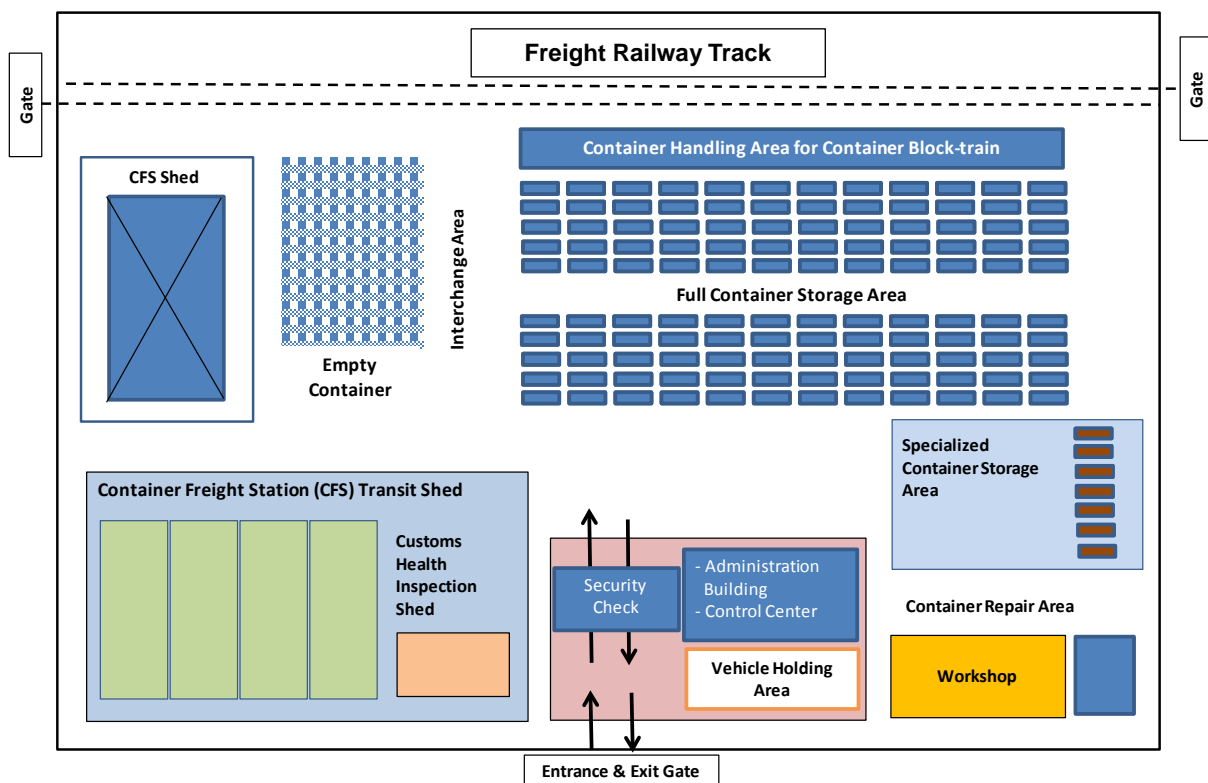 Freight Railway Track
Gate
Gate
Container Handling Area for Container Block-train
CFS Shed
Interchange Area
Full Container Storage Area
Empty
Container
Specialized
Container Storage
Area
Container Freight Station (CFS) Transit Shed
Customs
Health
Inspection
Shed
Security
Check
- Administration
Building
- Control Center
Container Repair Area
Vehicle Holding
Area
Workshop
Entrance & Exit Gate